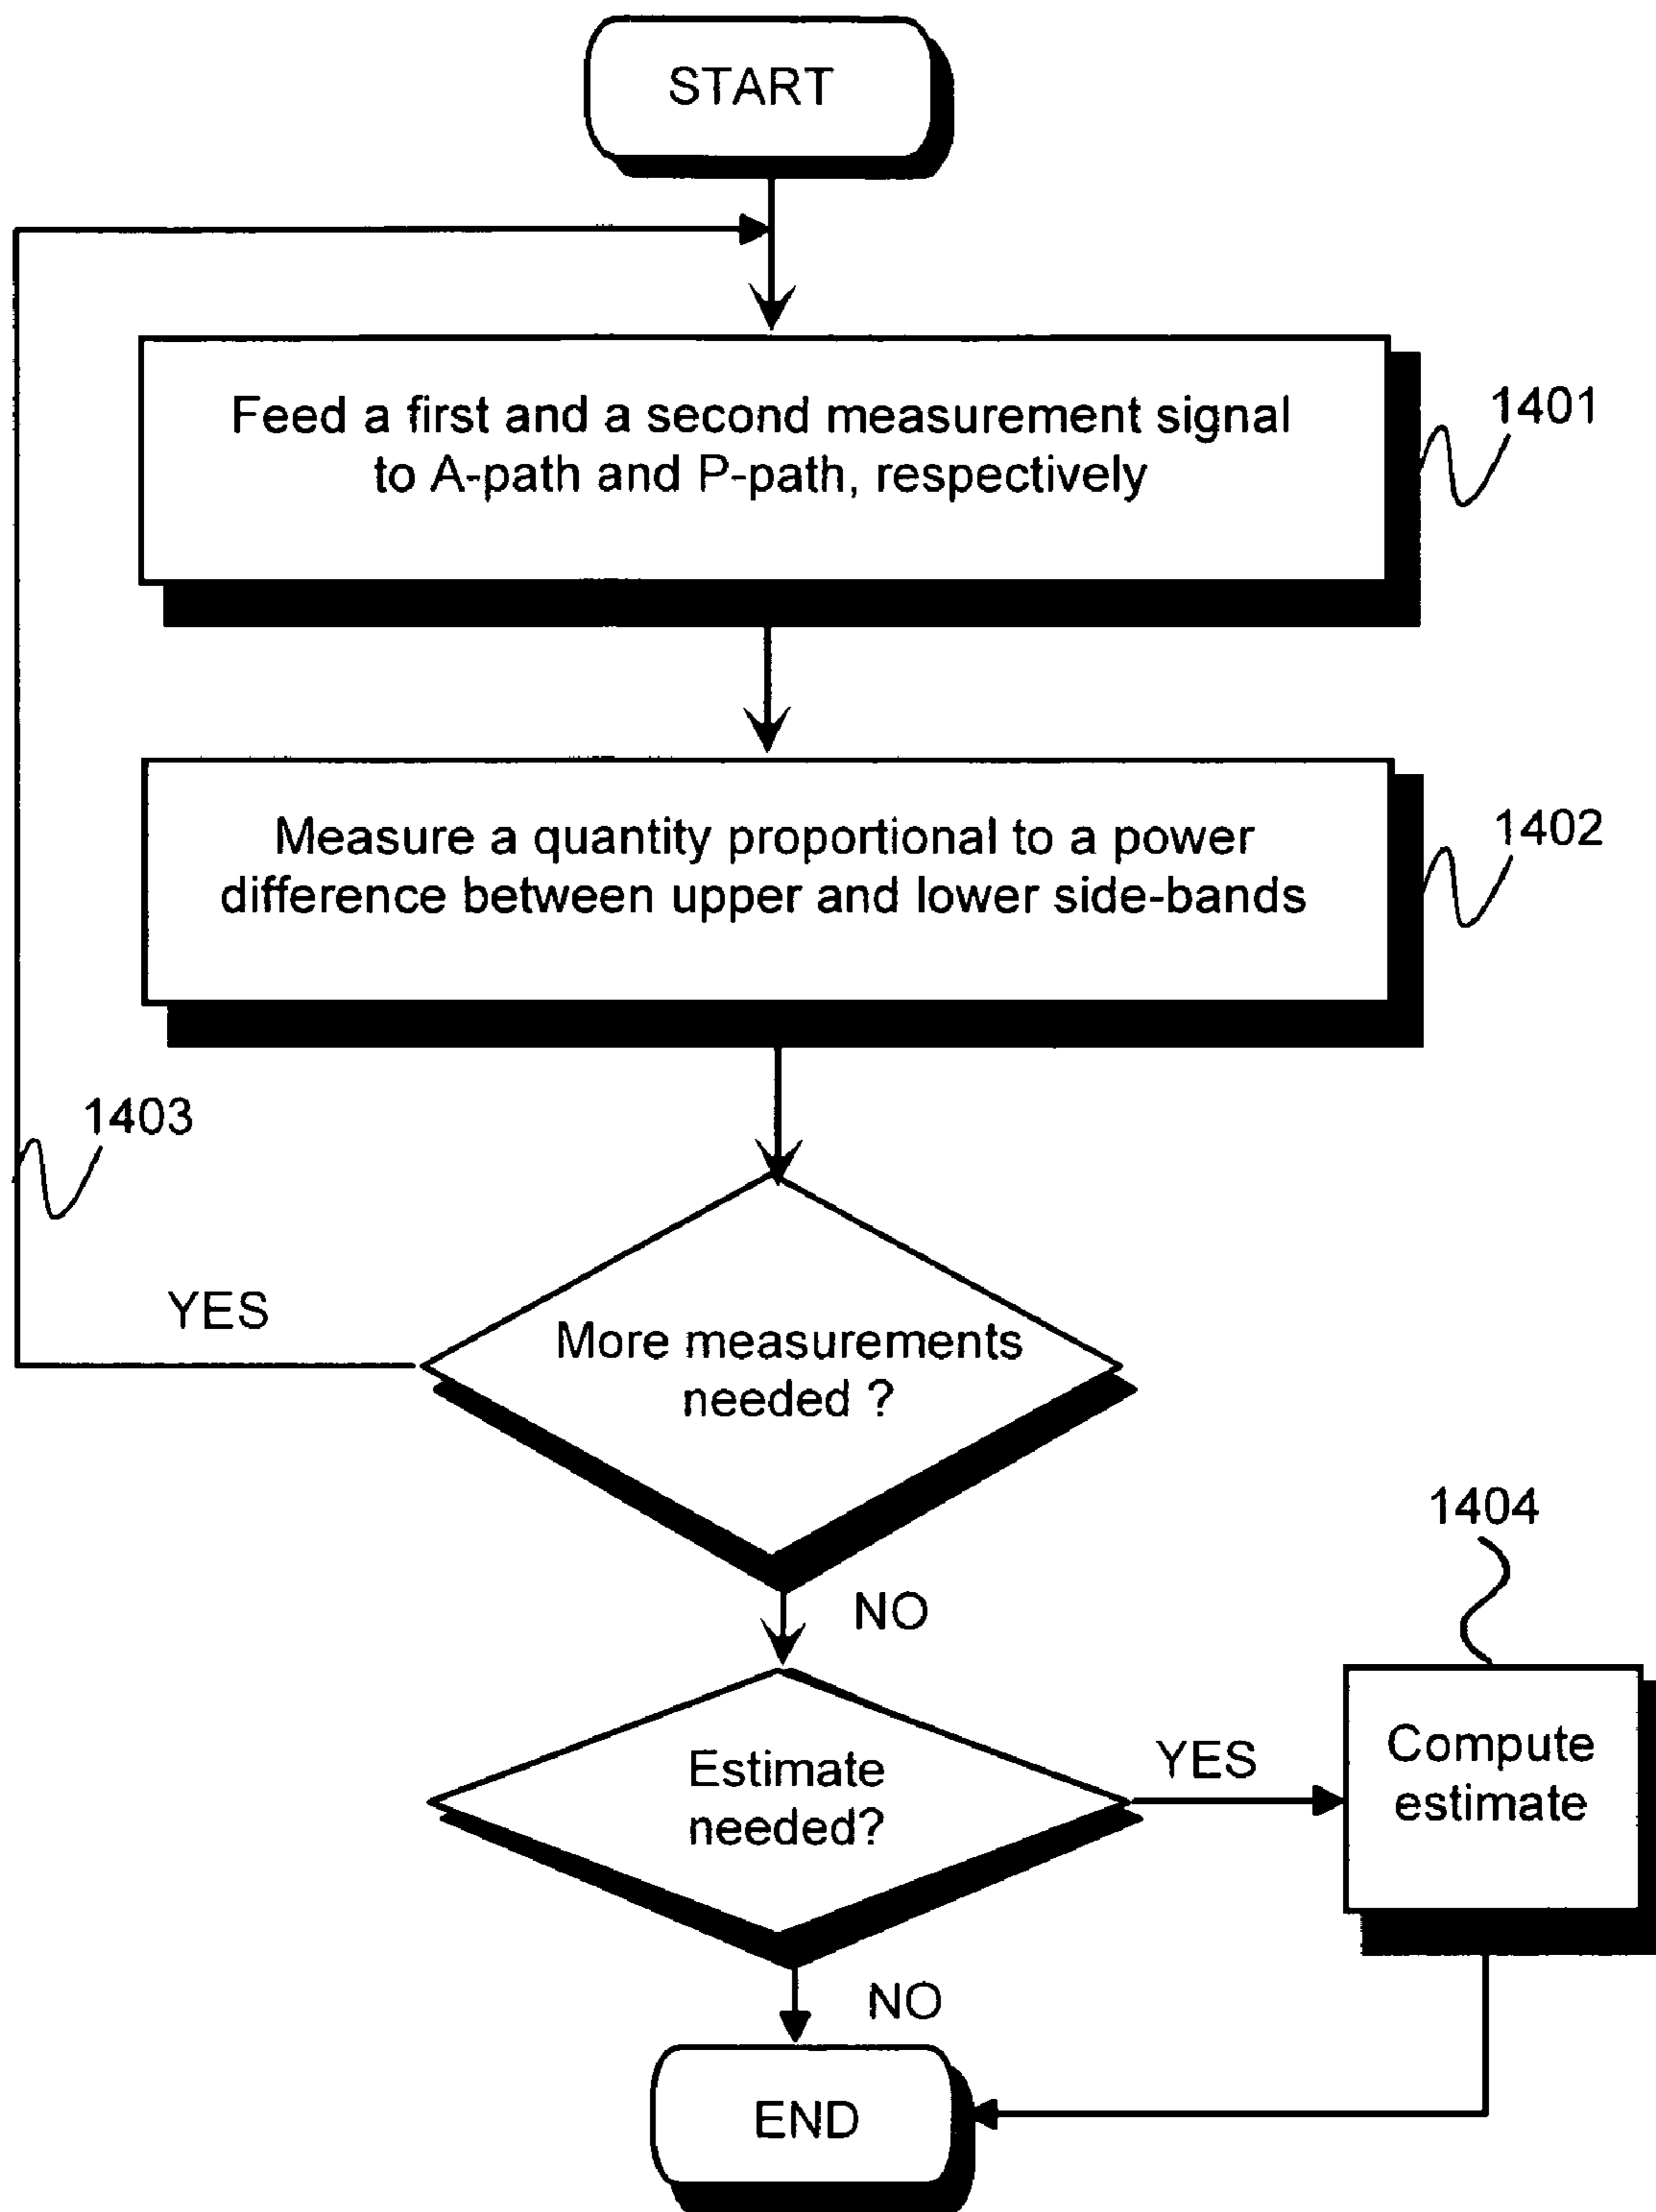 START
Feed a first and a second measurement signal
to A-path and P-path, respectively
1401
Measure a quantity proportional to a power
difference between upper and lower side-bands
1402
1403
YES
More measurements
needed ?
NO
1404
Estimate
needed?
YES
Compute
estimate
NO
END